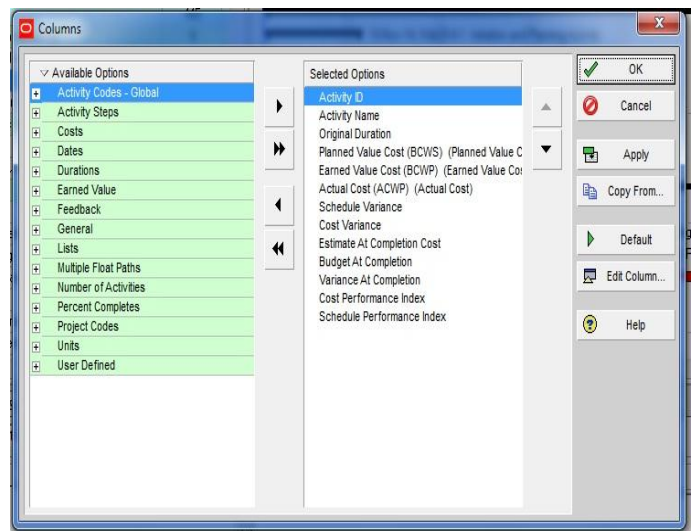 Columns
Available Options
Activity Codes - Global
Activity Steps
Costs
Dates
Durations
Earned Value
Feedback
General
Lists
Multiple Float Paths
Number of Activities
Percent Completes
Project Codes
Units
User Defined
Selected Options
Activity ID
Activity Name
Original Duration
Planned Value Cost (BCWS) (Planned Value C
Earned Value Cost (BCWP) (Earned Value Co
Actual Cost (ACWP) (Actual Cost)
Schedule Variance
Cost Variance
Estimate At Completion Cost
Budget At Completion
Variance At Completion
Cost Performance Index
Schedule Performance Index
OK
Cancel
Apply
Copy From...
Default
Edit Column...
Help